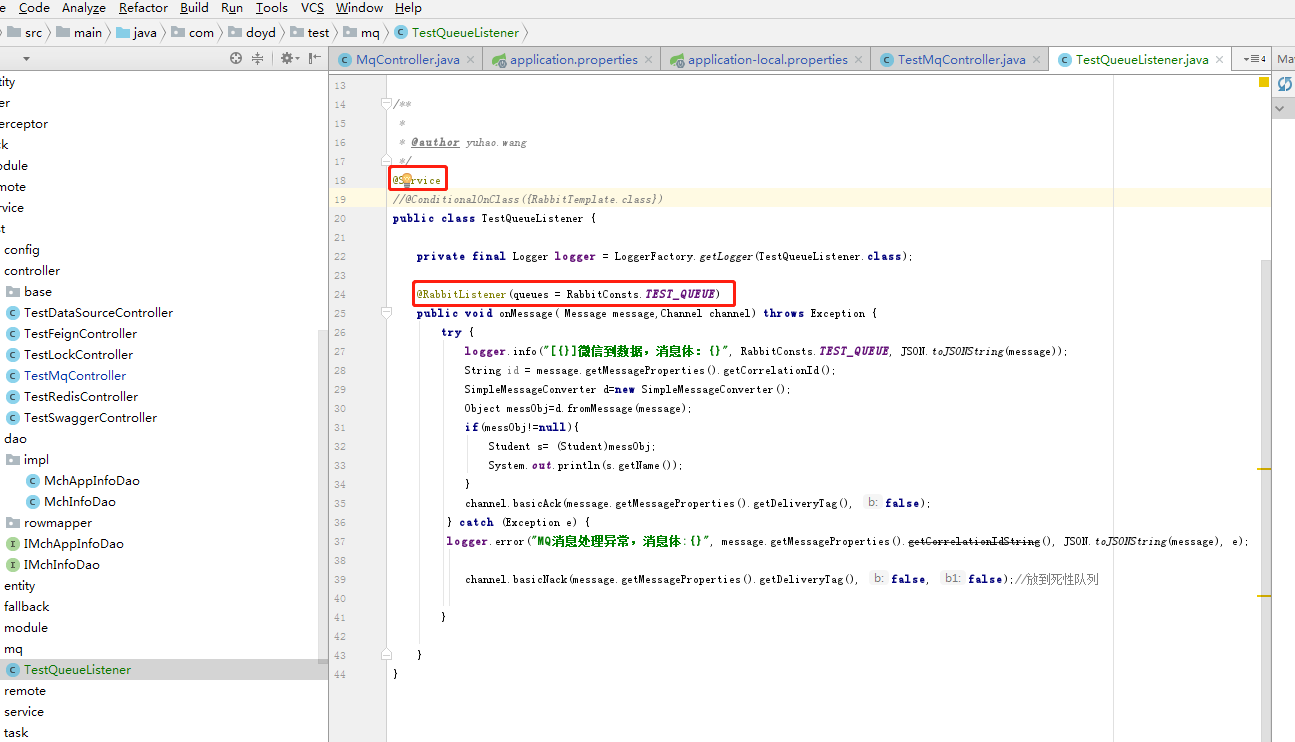 e Code Analyze Refactor Build Run Tools VCS Window Help
src main java com doyd test mq TestQueueListener
MqController.java application.properties application-local.properties TestMqController.java TestQueueListener.java 4 Ma
tity
er
erceptor
k
odule
mote
rvice
t
config
controller
base
TestDataSourceController
TestFeignController
TestLockController
TestMqController
TestRedisController
TestSwaggerController
dao
impl
MchAppInfoDao
MchInfoDao
rowmapper
IMchAppInfoDao
IMchInfoDao
entity
fallback
module
mq
TestQueueListener
remote
service
task
13
14 /**
15 *
16 * @author yuhao.wang
17 */
18 @Service
19 //@ConditionalOnClass({RabbitTemplate.class})
20 public class TestQueueListener {
21
22 private final Logger logger = LoggerFactory.getLogger(TestQueueListener.class);
23
24 @RabbitListener(queues = RabbitConsts.TEST_QUEUE)
25 public void onMessage( Message message,Channel channel) throws Exception {
26 try {
27 logger.info("[{}]微信到数据，消息体: {}", RabbitConsts.TEST_QUEUE, JSON.toJSONString(message));
28 String id = message.getMessageProperties().getCorrelationId();
29 SimpleMessageConverter d=new SimpleMessageConverter();
30 Object messObj=d.fromMessage(message);
31 if(messObj!=null){
32 Student s= (Student)messObj;
33 System.out.println(s.getName());
34 }
35 channel.basicAck(message.getMessageProperties().getDeliveryTag(), b: false);
36 } catch (Exception e) {
37 logger.error("MQ消息处理异常，消息体:{}", message.getMessageProperties().getCorrelationIdString(), JSON.toJSONString(message), e);
38
39 channel.basicNack(message.getMessageProperties().getDeliveryTag(), b: false, b1: false);//放到死性队列
40
41 }
42
43 }
44 }